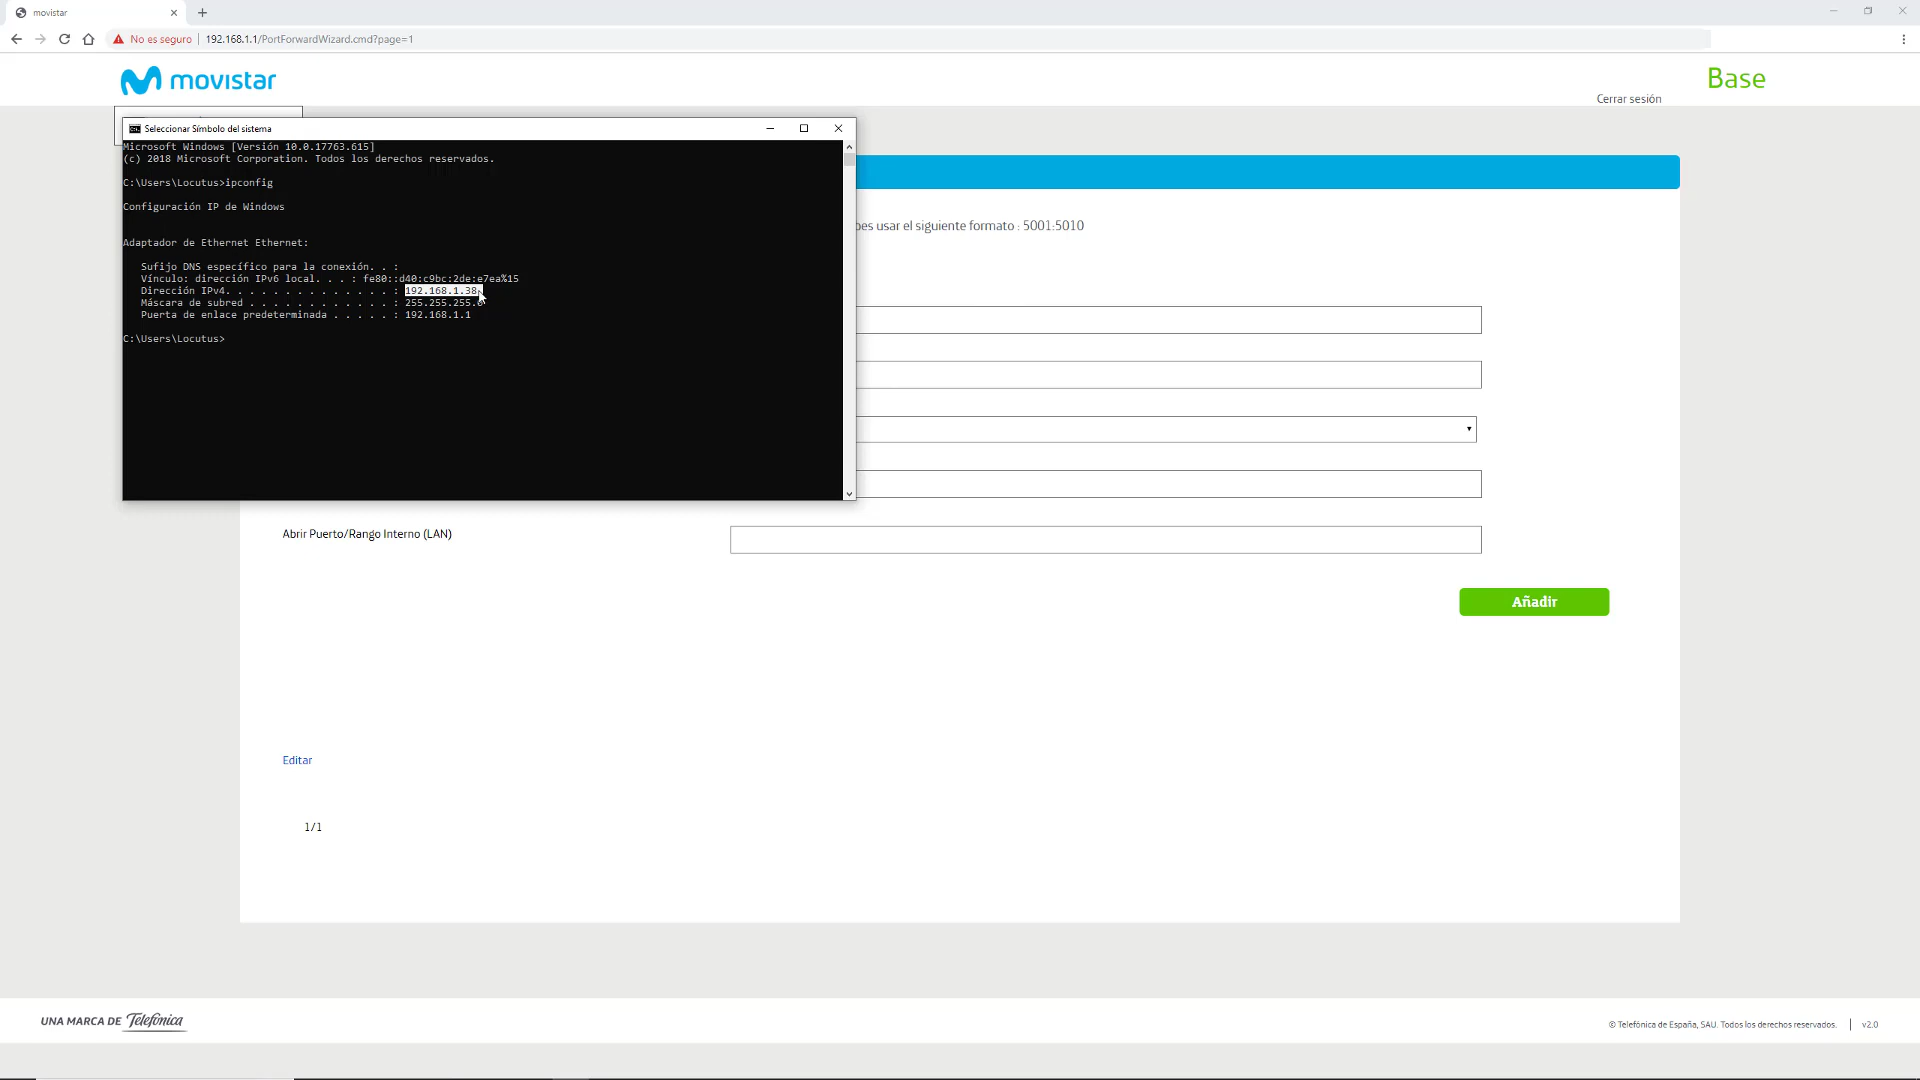 movistar
No es seguro
192.168.1.1/PortForwardWizard.cmd?page=1
movistar
Base
Cerrar sesión
Seleccionar Símbolo del sistema
Microsoft Windows [Versión 10.0.17763.615]
(c) 2018 Microsoft Corporation. Todos los derechos reservados.
C:\Users\Locutus>ipconfig
Configuración IP de Windows
Adaptador de Ethernet Ethernet:
Sufijo DNS específico para la conexión. . :
Vínculo: dirección IPv6 local. . . : fe80::d40:c9bc:2de:e7ea%15
Dirección IPv4. . . . . . . . . . . . . . : 192.168.1.38
Máscara de subred . . . . . . . . . . . . : 255.255.255.0
Puerta de enlace predeterminada . . . . . : 192.168.1.1
C:\Users\Locutus>
bes usar el siguiente formato : 5001:5010
Abrir Puerto/Rango Interno (LAN)
Añadir
Editar
1/1
UNA MARCA DE Telefónica
© Telefónica de España, SAU. Todos los derechos reservados. | v2.0